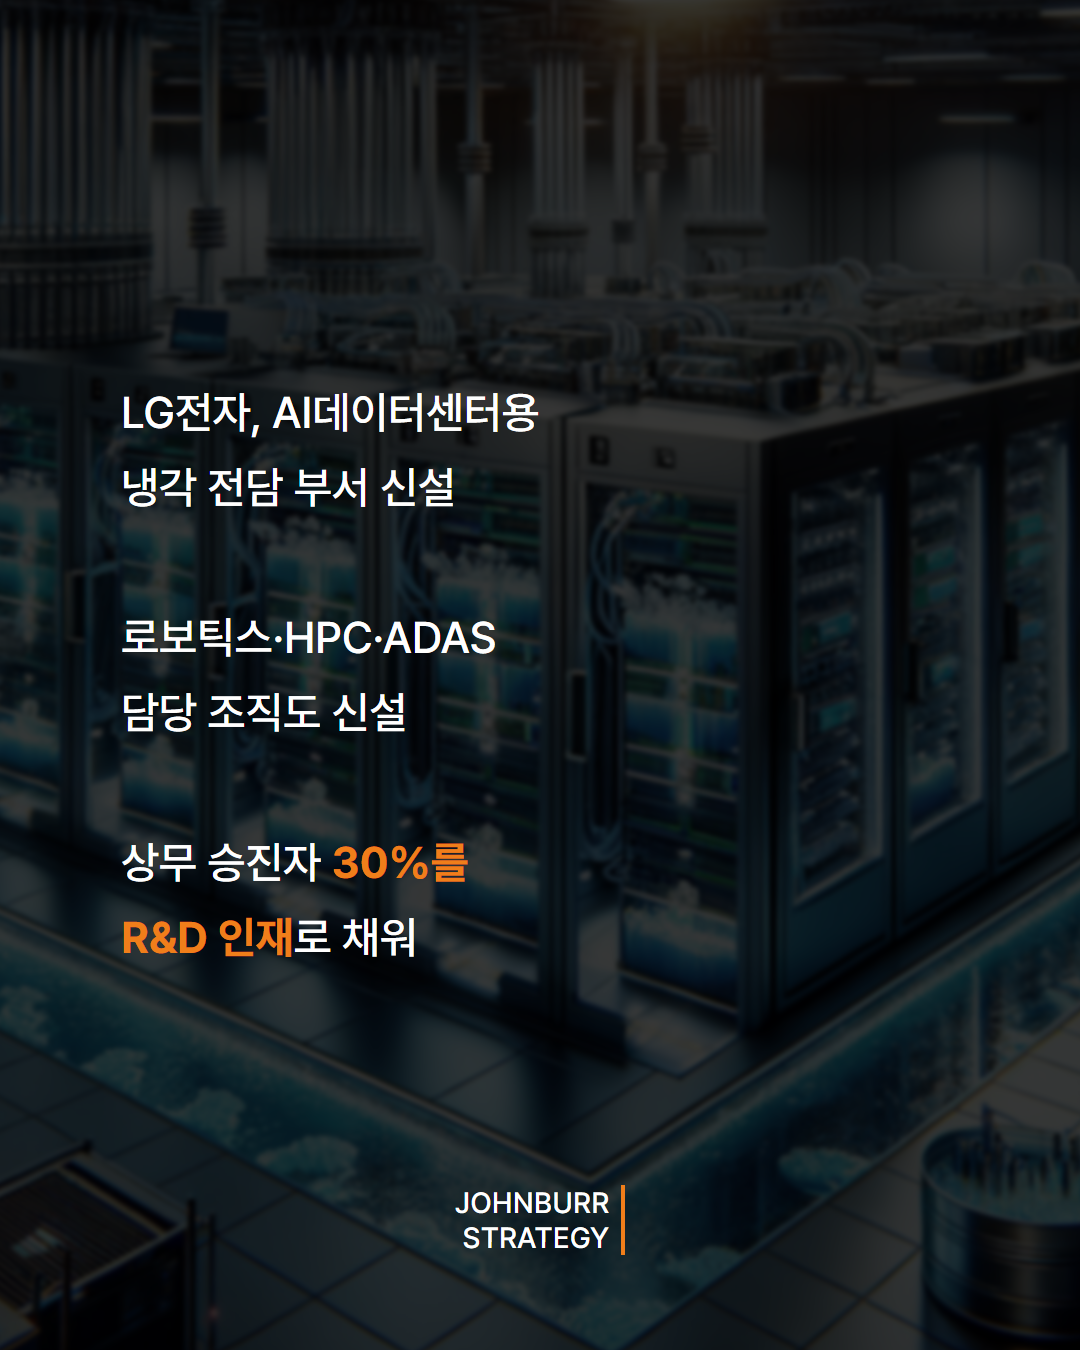 LG전자, AI데이터센터용
냉각 전담 부서 신설
로보틱스·HPC·ADAS
담당 조직도 신설
상무 승진자 30%를
R&D 인재로 채워
JOHNBURR
STRATEGY